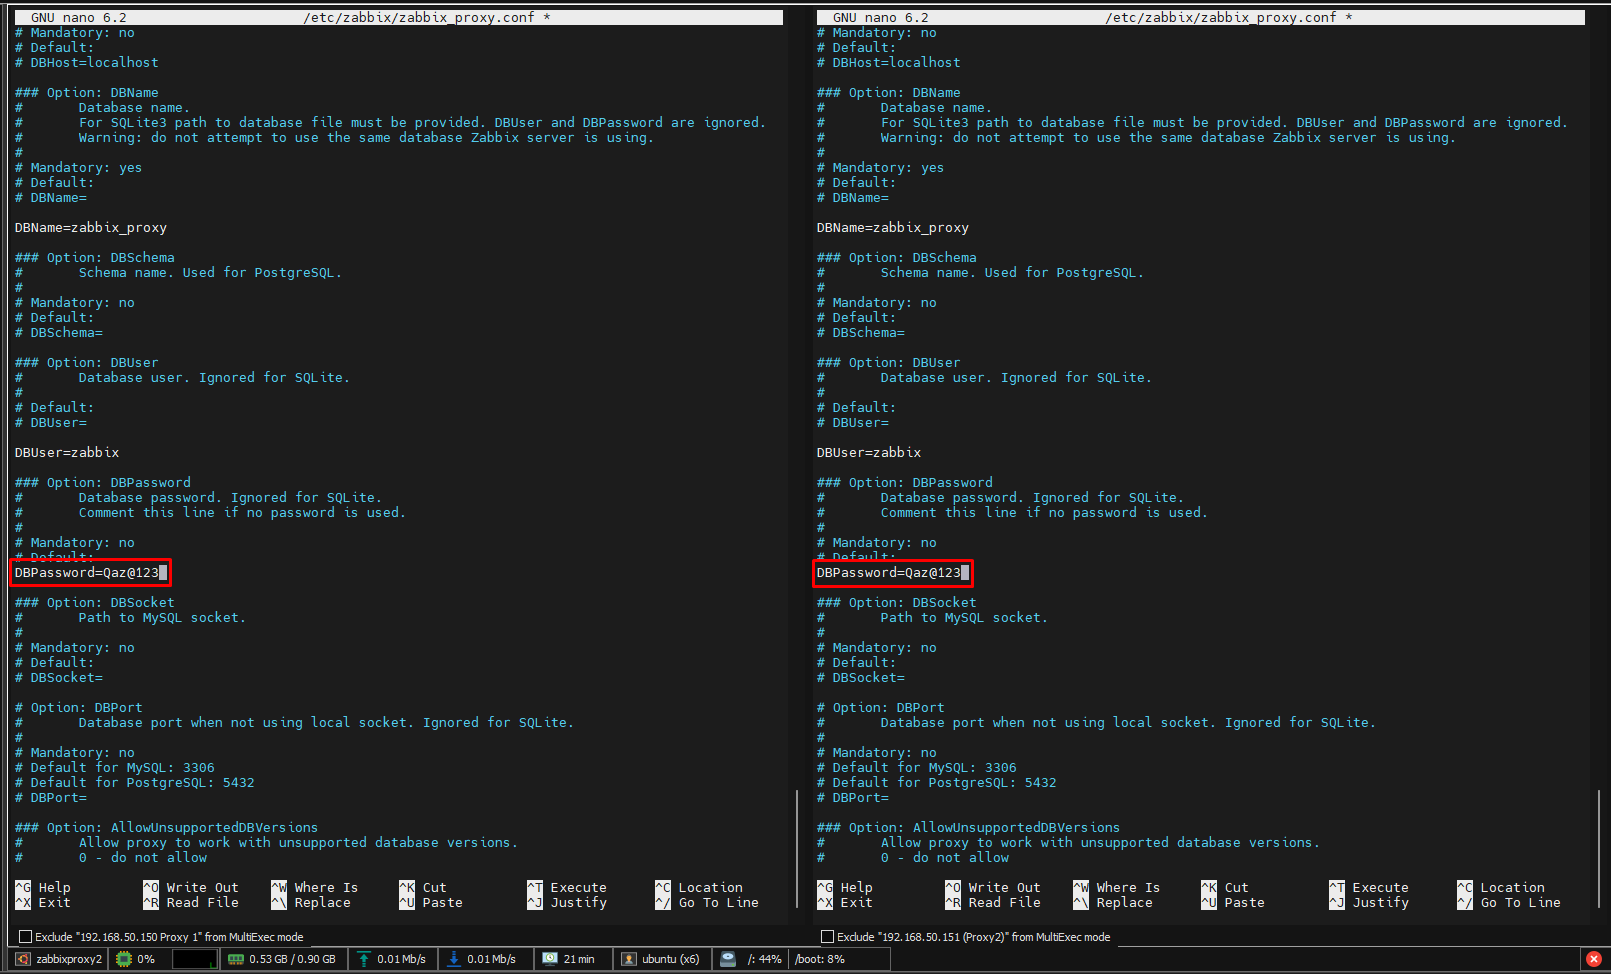 GNU nano 6.2 /etc/zabbix/zabbix_proxy.conf *
# Mandatory: no
# Default:
# DBHost=localhost
### Option: DBName
# Database name.
# For SQLite3 path to database file must be provided. DBUser and DBPassword are ignored.
# Warning: do not attempt to use the same database Zabbix server is using.
#
# Mandatory: yes
# Default:
# DBName=
DBName=zabbix_proxy
### Option: DBSchema
# Schema name. Used for PostgreSQL.
#
# Mandatory: no
# Default:
# DBSchema=
### Option: DBUser
# Database user. Ignored for SQLite.
#
# Default:
# DBUser=
DBUser=zabbix
### Option: DBPassword
# Database password. Ignored for SQLite.
# Comment this line if no password is used.
#
# Mandatory: no
# Default:
DBPassword=Qaz@123
### Option: DBSocket
# Path to MySQL socket.
#
# Mandatory: no
# Default:
# DBSocket=
# Option: DBPort
# Database port when not using local socket. Ignored for SQLite.
#
# Mandatory: no
# Default for MySQL: 3306
# Default for PostgreSQL: 5432
# DBPort=
### Option: AllowUnsupportedDBVersions
# Allow proxy to work with unsupported database versions.
# 0 - do not allow
^G Help ^O Write Out ^W Where Is ^K Cut ^T Execute ^C Location
^X Exit ^R Read File ^\ Replace ^U Paste ^J Justify ^/ Go To Line
Exclude "192.168.50.150 Proxy 1" from MultiExec mode
GNU nano 6.2 /etc/zabbix/zabbix_proxy.conf *
# Mandatory: no
# Default:
# DBHost=localhost
### Option: DBName
# Database name.
# For SQLite3 path to database file must be provided. DBUser and DBPassword are ignored.
# Warning: do not attempt to use the same database Zabbix server is using.
#
# Mandatory: yes
# Default:
# DBName=
DBName=zabbix_proxy
### Option: DBSchema
# Schema name. Used for PostgreSQL.
#
# Mandatory: no
# Default:
# DBSchema=
### Option: DBUser
# Database user. Ignored for SQLite.
#
# Default:
# DBUser=
DBUser=zabbix
### Option: DBPassword
# Database password. Ignored for SQLite.
# Comment this line if no password is used.
#
# Mandatory: no
# Default:
DBPassword=Qaz@123
### Option: DBSocket
# Path to MySQL socket.
#
# Mandatory: no
# Default:
# DBSocket=
# Option: DBPort
# Database port when not using local socket. Ignored for SQLite.
#
# Mandatory: no
# Default for MySQL: 3306
# Default for PostgreSQL: 5432
# DBPort=
### Option: AllowUnsupportedDBVersions
# Allow proxy to work with unsupported database versions.
# 0 - do not allow
^G Help ^O Write Out ^W Where Is ^K Cut ^T Execute ^C Location
^X Exit ^R Read File ^\ Replace ^U Paste ^J Justify ^/ Go To Line
Exclude "192.168.50.151 (Proxy2)" from MultiExec mode
zabbixproxy2 0% 0.53 GB / 0.90 GB 0.01 Mb/s 0.01 Mb/s 21 min ubuntu (x6) /: 44% /boot: 8%